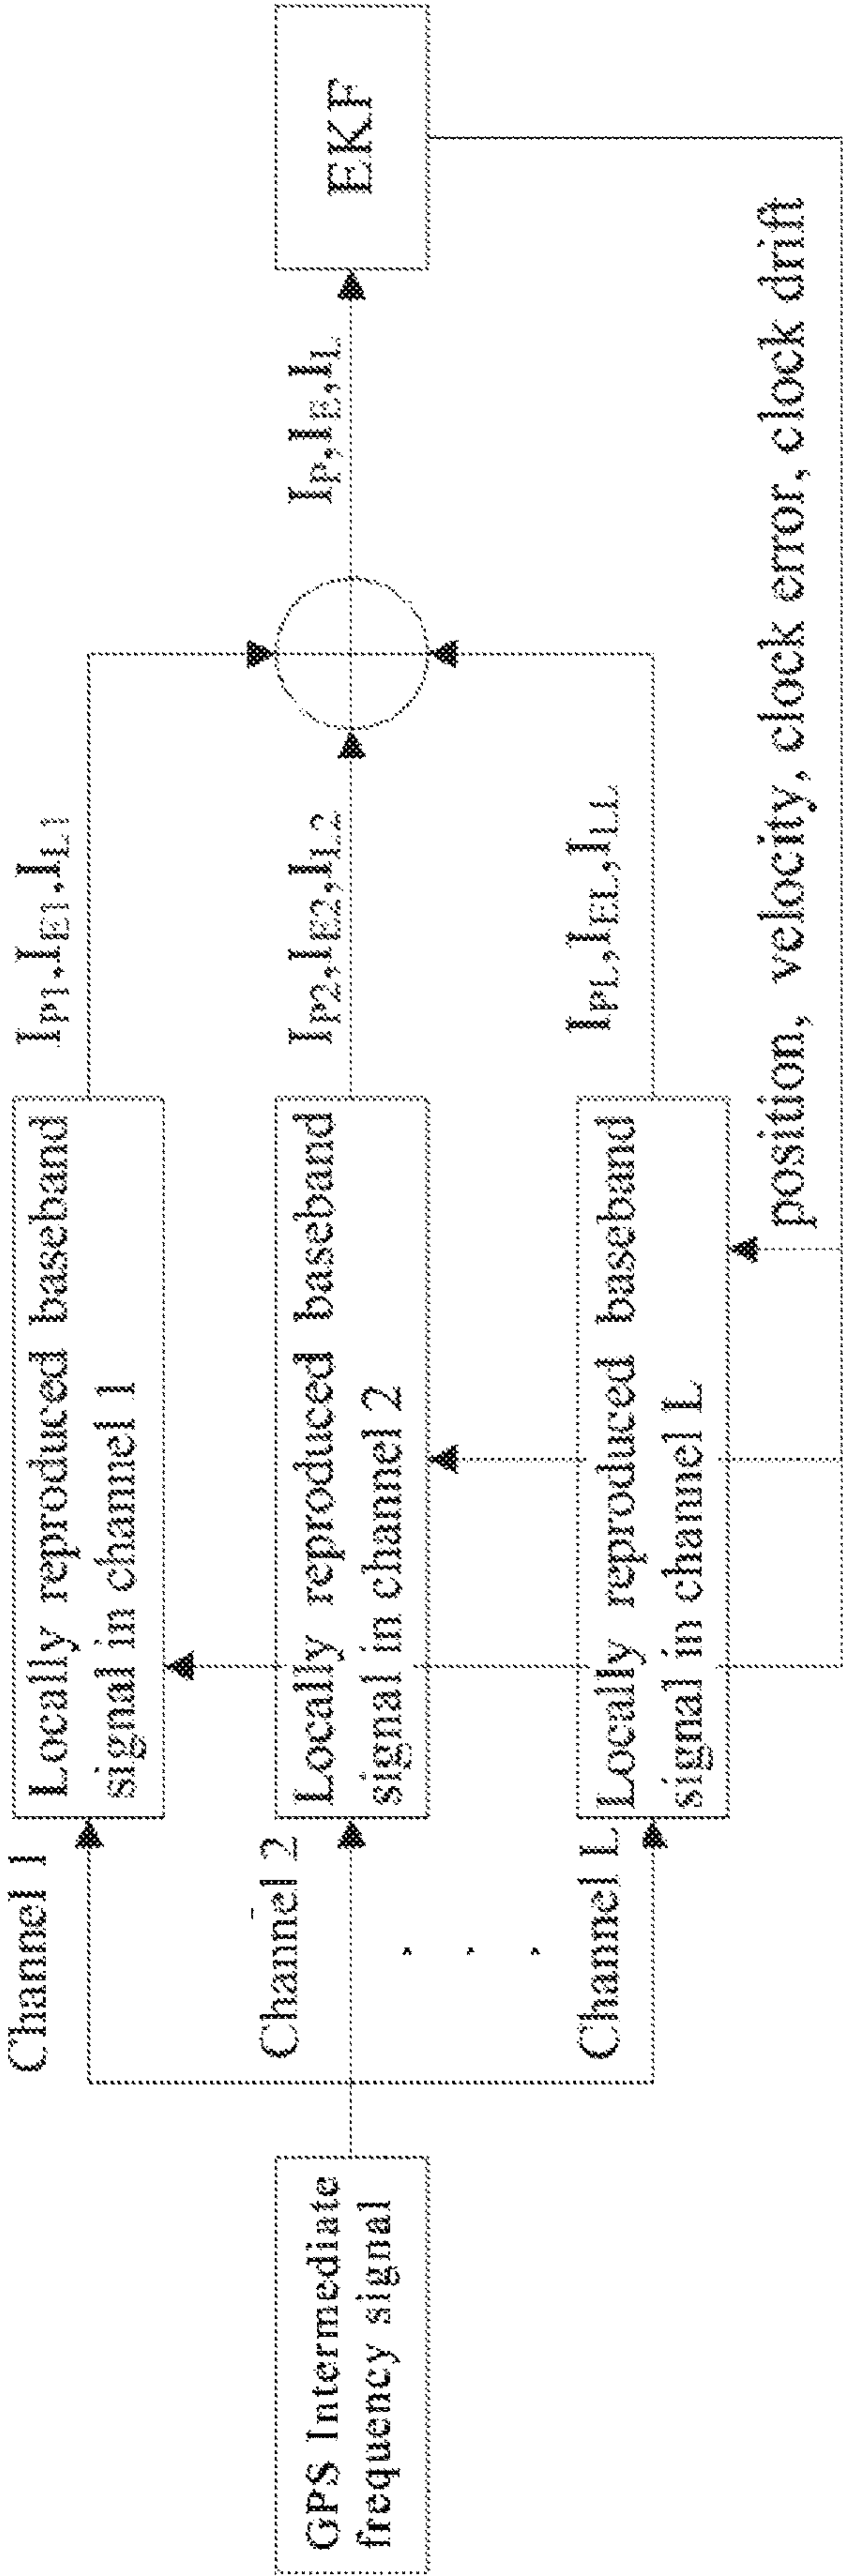 GPS Intermediate
frequency signal
Channel 1
Channel 2
Channel L
Locally reproduced baseband
signal in channel 1
Locally reproduced baseband
signal in channel 2
Locally reproduced baseband
signal in channel L
I_P1,I_E1,I_L1
I_P2,I_E2,I_L2
I_PL,I_EL,I_LL
I_P,I_E,I_L
EKF
position, velocity, clock error, clock drift